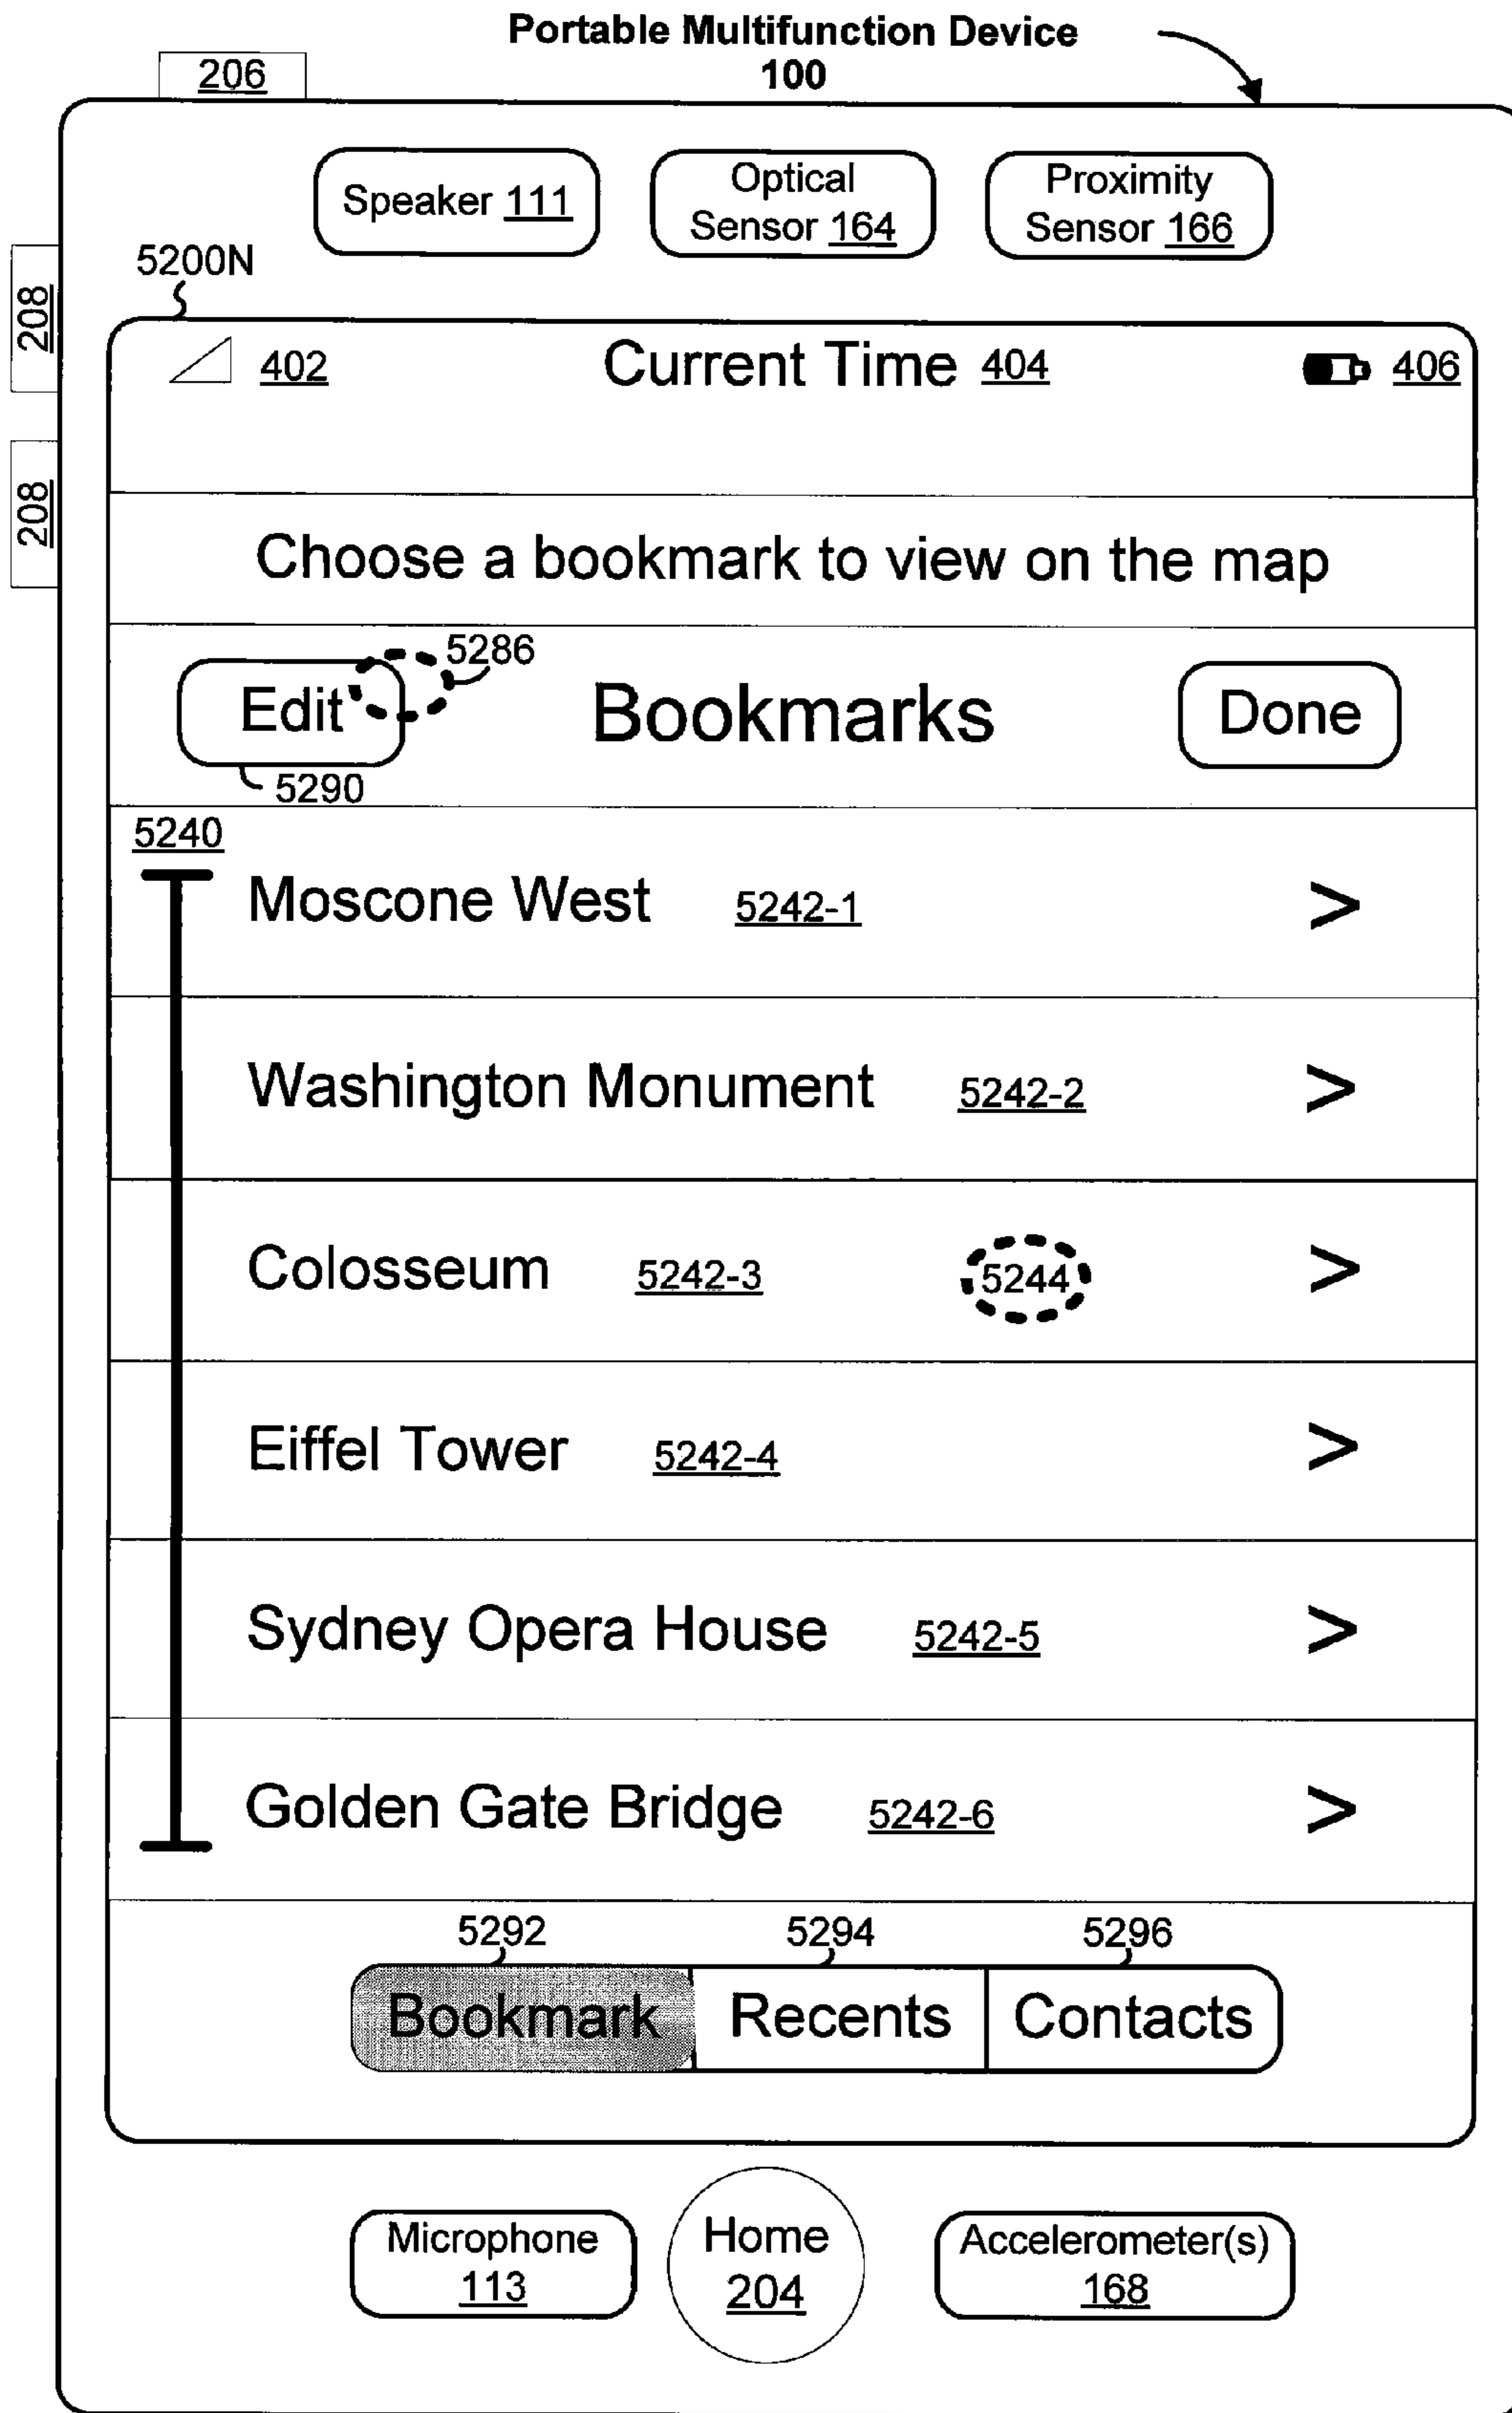 Portable Multifunction Device
100
206
Speaker 111
Optical
Sensor 164
Proximity
Sensor 166
5200N
208
402
Current Time 404
406
208
Choose a bookmark to view on the map
5286
Edit
Bookmarks
Done
5290
5240
Moscone West 5242-1 >
Washington Monument 5242-2 >
Colosseum 5242-3 5244 >
Eiffel Tower 5242-4 >
Sydney Opera House 5242-5 >
Golden Gate Bridge 5242-6 >
5292 5294 5296
Bookmark Recents Contacts
Microphone
113
Home
204
Accelerometer(s)
168